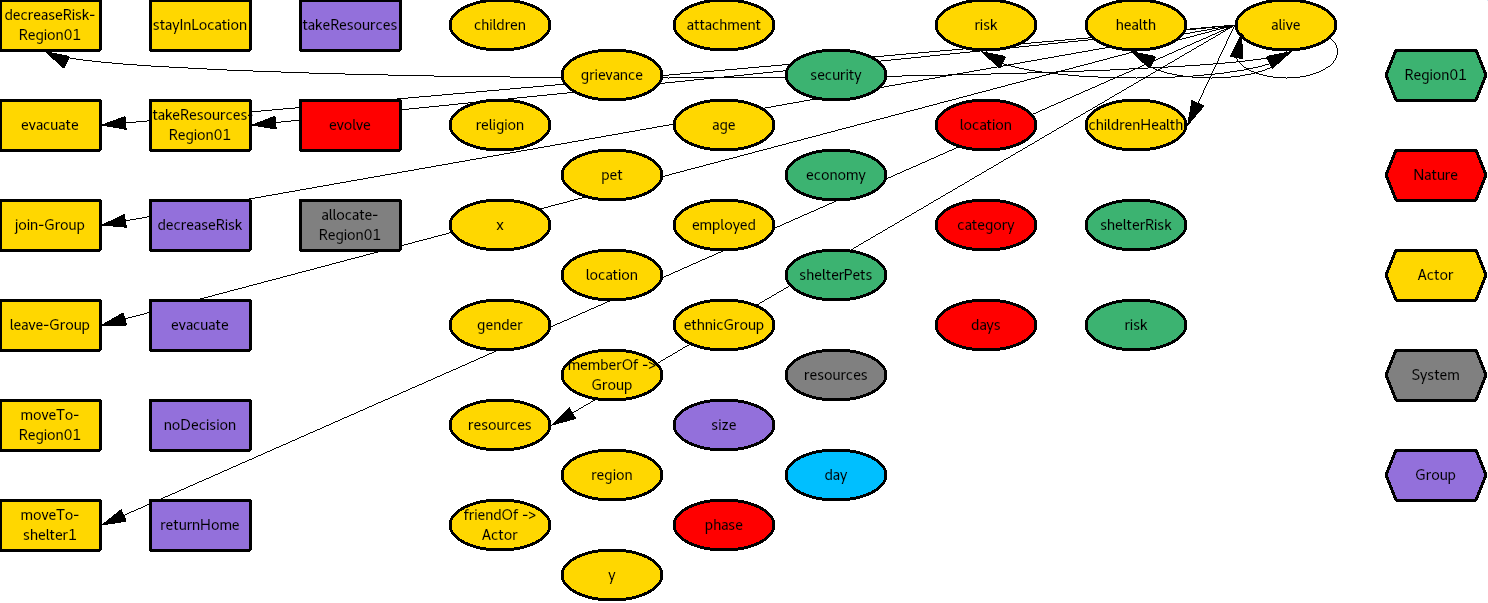 decreaseRisk-
Region01
stayInLocation
takeResources
children
attachment
risk
health
alive
grievance
security
Region01
evacuate
takeResources-
Region01
evolve
religion
age
location
childrenHealth
pet
economy
Nature
join-Group
decreaseRisk
allocate-
Region01
x
employed
category
shelterRisk
location
shelterPets
Actor
leave-Group
evacuate
gender
ethnicGroup
days
risk
memberOf ->
Group
resources
System
moveTo-
Region01
noDecision
resources
size
region
day
Group
moveTo-
shelter1
returnHome
friendOf ->
Actor
phase
y